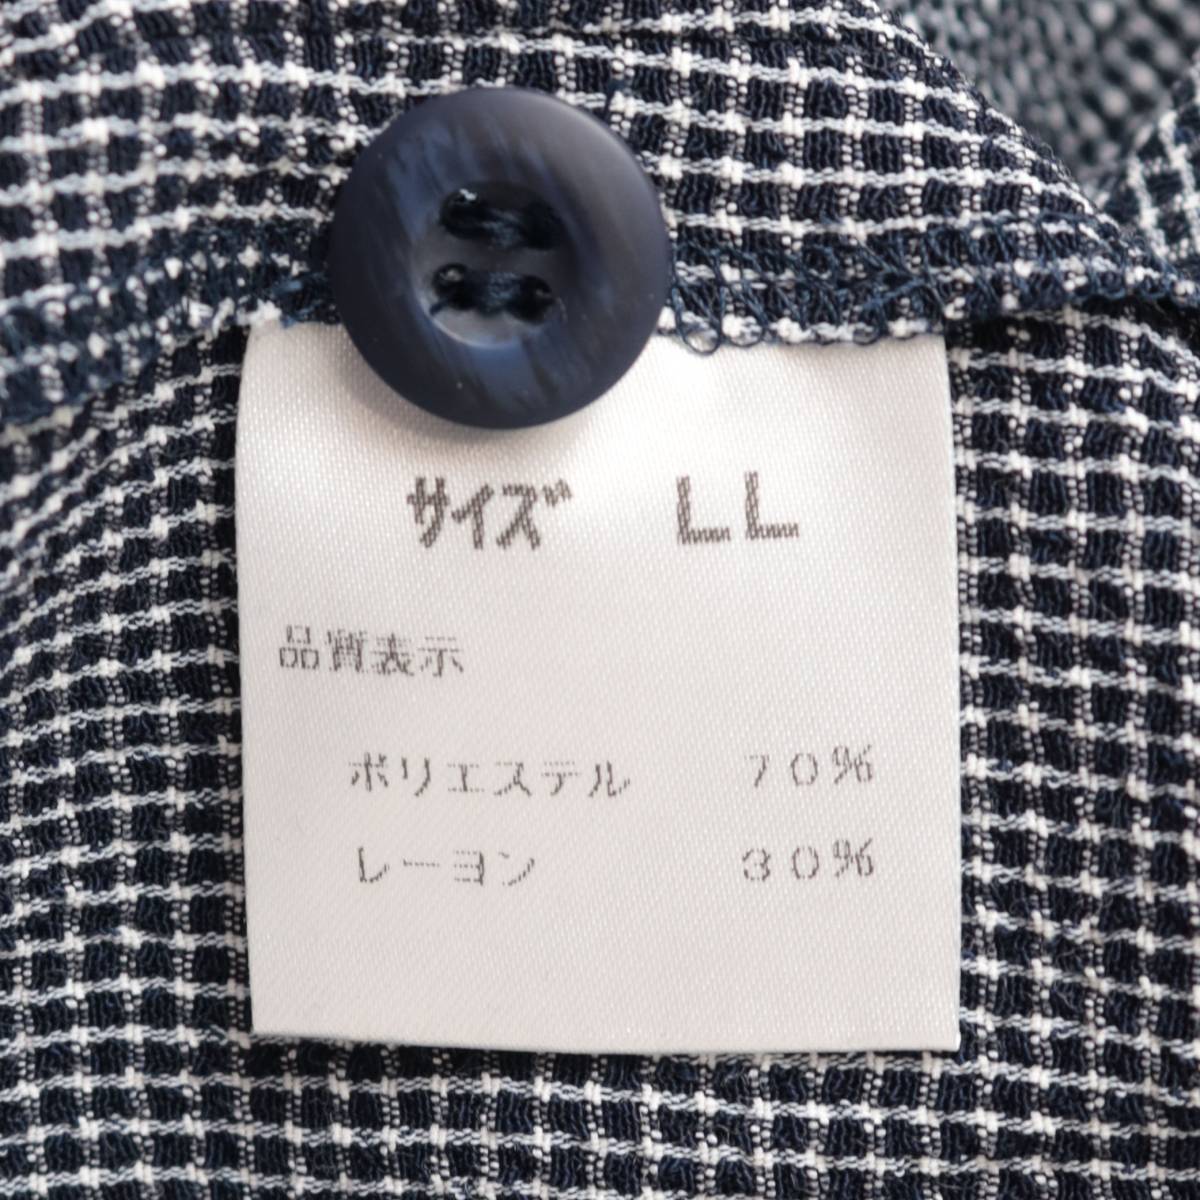 サイズ LL
品質表示
ポリエステル 70%
レーヨン 30%